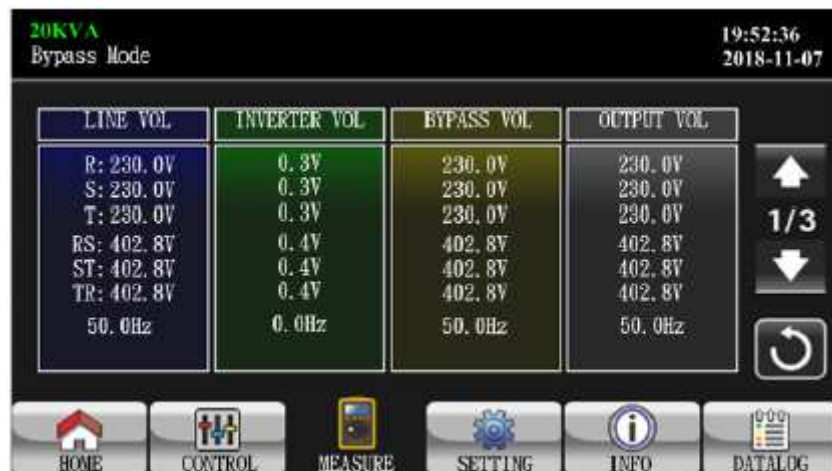 20KVA
Bypass Mode
19:52:36
2018-11-07
LINE VOL INVERTER VOL BYPASS VOL OUTPUT VOL
R: 230.0V 0.3V 230.0V 230.0V
S: 230.0V 0.3V 230.0V 230.0V
T: 230.0V 0.3V 230.0V 230.0V
RS: 402.8V 0.4V 402.8V 402.8V
ST: 402.8V 0.4V 402.8V 402.8V
TR: 402.8V 0.4V 402.8V 402.8V
50.0Hz 0.0Hz 50.0Hz 50.0Hz
1/3
HOME CONTROL MEASURE SETTING INFO DATALOG